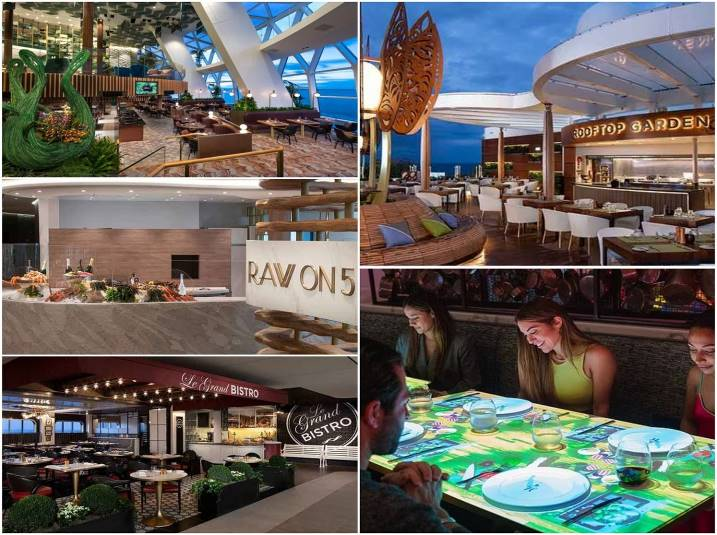 ROOFTOP GARDEN
RAW ON 5
Le Grand BISTRO
Le
Grand
BISTRO